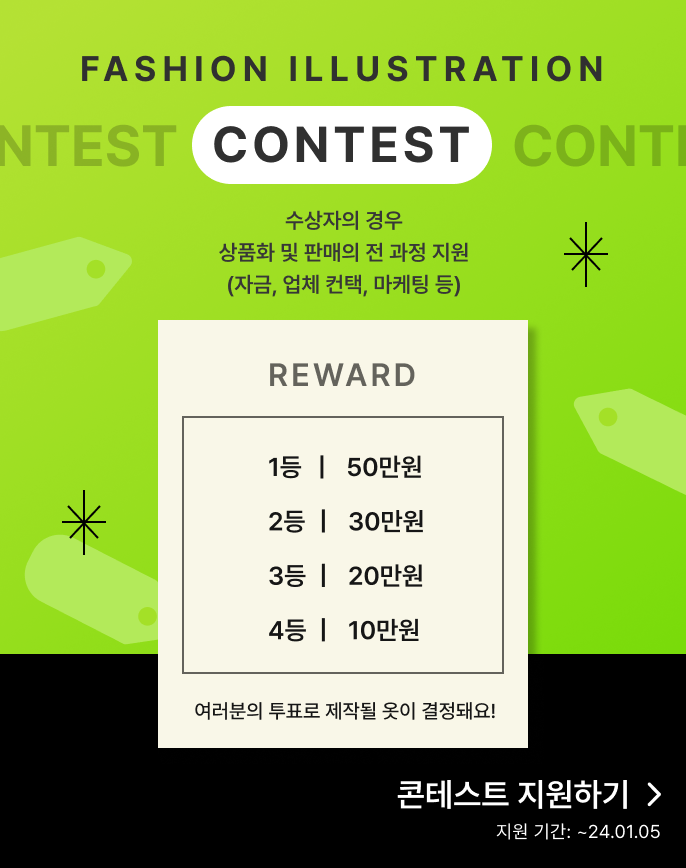 FASHION ILLUSTRATION
NTEST CONTEST CONTE
수상자의 경우
상품화 및 판매의 전 과정 지원
(자금, 업체 컨택, 마케팅 등)
REWARD
1등 | 50만원
2등 | 30만원
3등 | 20만원
4등 | 10만원
여러분의 투표로 제작될 옷이 결정돼요!
콘테스트 지원하기 >
지원 기간: ~24.01.05